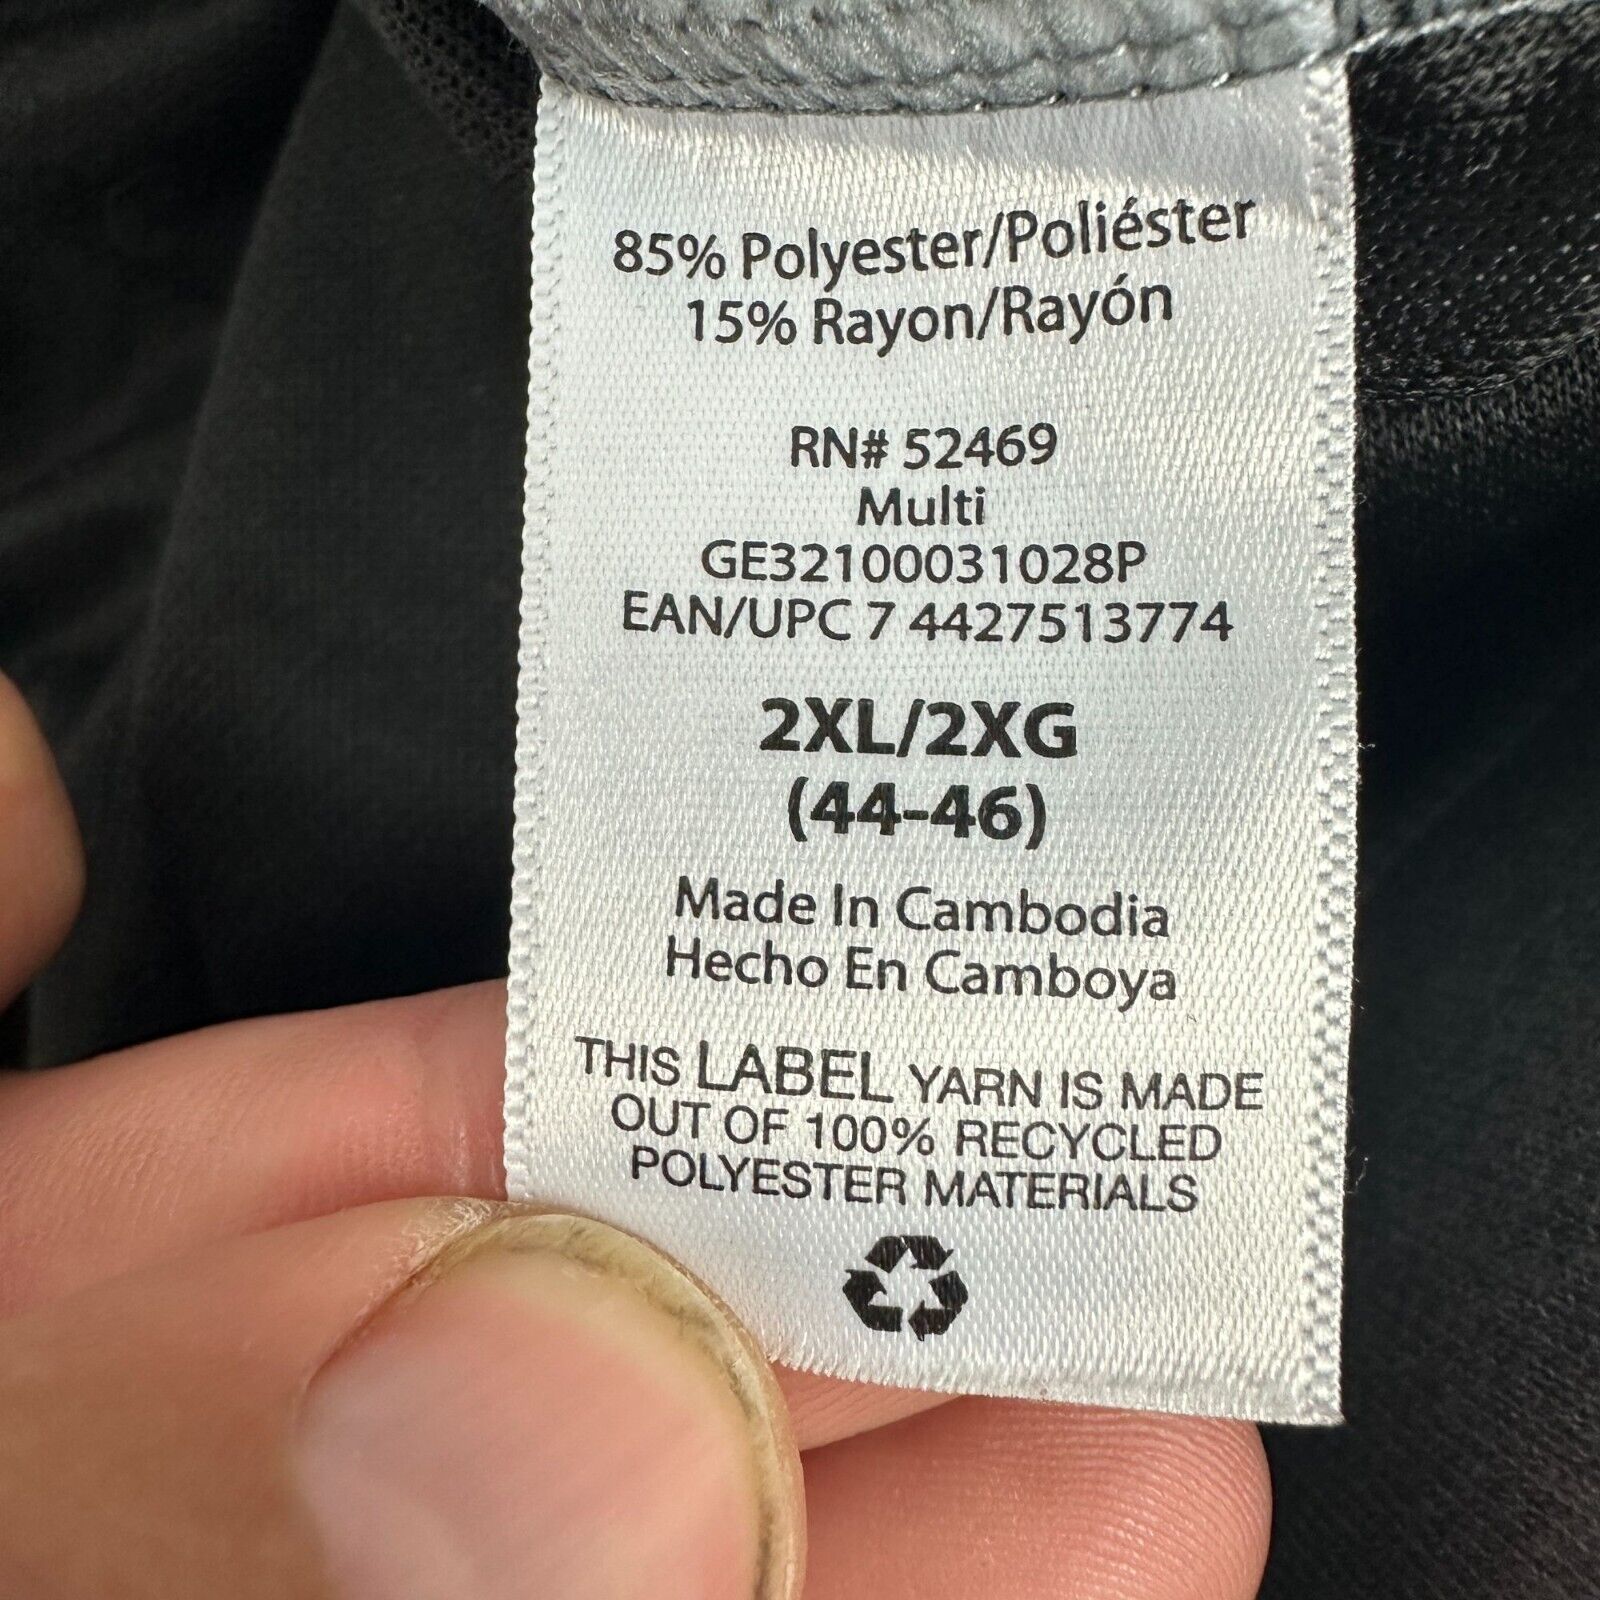 85% Polyester/Poliéster
15% Rayon/Rayón
RN# 52469
Multi
GE32100031028P
EAN/UPC 7 4427513774
2XL/2XG
(44-46)
Made In Cambodia
Hecho En Camboya
THIS LABEL YARN IS MADE
OUT OF 100% RECYCLED
POLYESTER MATERIALS